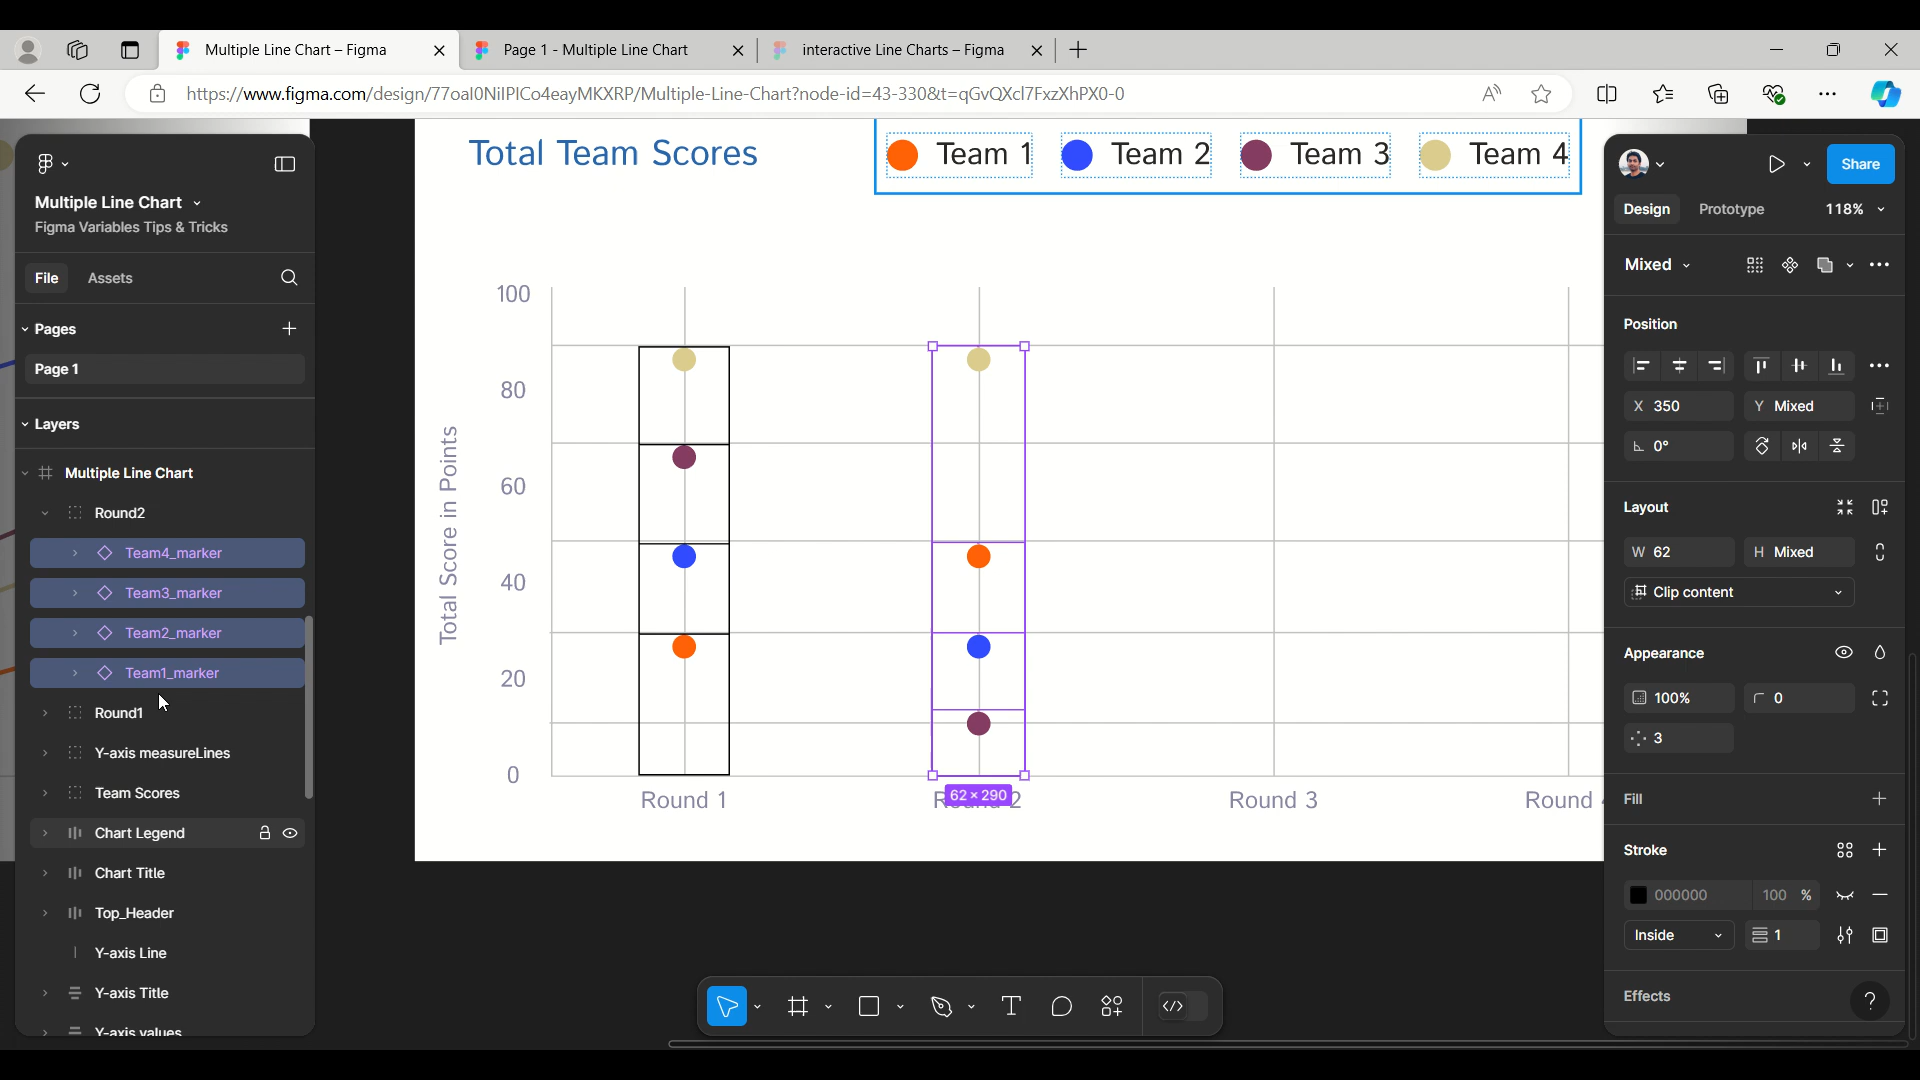 Multiple Line Chart – Figma
Page 1 - Multiple Line Chart
interactive Line Charts – Figma
https://www.figma.com/design/77oal0NiIPICo4eayMKXRP/Multiple-Line-Chart?node-id=43-330&t=qGvQXcl7FxzXhPX0-0
Multiple Line Chart
Figma Variables Tips & Tricks
File
Assets
Pages
Page 1
Layers
Multiple Line Chart
Round2
Team4_marker
Team3_marker
Team2_marker
Team1_marker
Round1
Y-axis measureLines
Team Scores
Chart Legend
Chart Title
Top_Header
Y-axis Line
Y-axis Title
Y-axis values
Total Team Scores
Team 1
Team 2
Team 3
Team 4
Total Score in Points
100
80
60
40
20
0
Round 1
62 × 290
Round 3
Round
Share
Design
Prototype
118%
Mixed
Position
X 350
Y Mixed
0°
Layout
W 62
H Mixed
Clip content
Appearance
100%
0
3
Fill
Stroke
000000
100 %
Inside
1
Effects
?